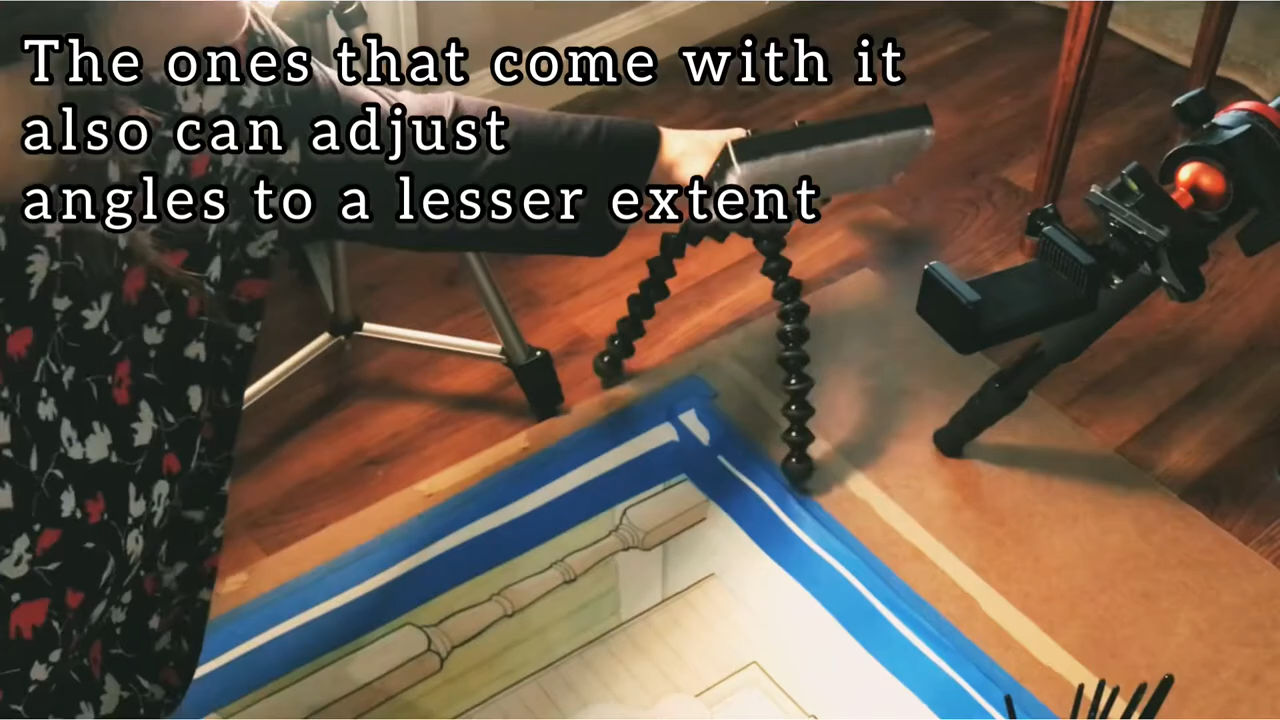 The ones that come with it
also can adjust
angles to a lesser extent